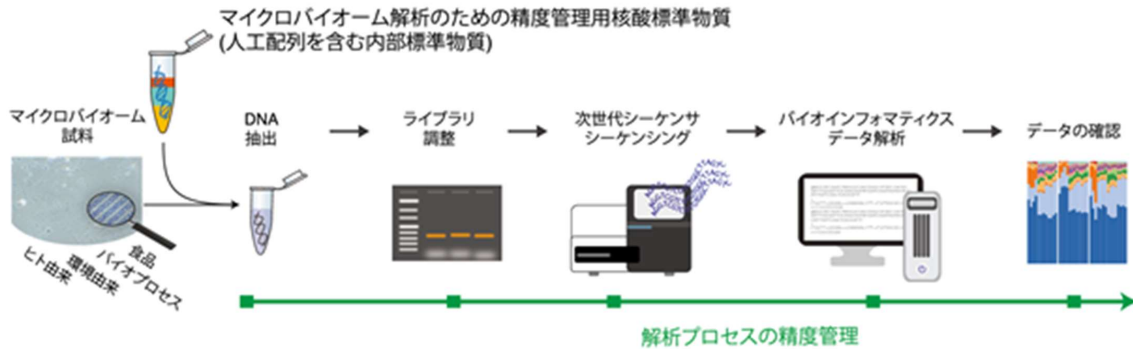 マイクロバイオーム解析のための精度管理用核酸標準物質
(人工配列を含む内部標準物質)
マイクロバイオーム
試料
DNA
抽出
ライブラリ
調整
次世代シーケンサ
シーケンシング
バイオインフォマティクス
データ解析
データの確認
食品
バイオプロセス
環境由来
ヒト由来
解析プロセスの精度管理